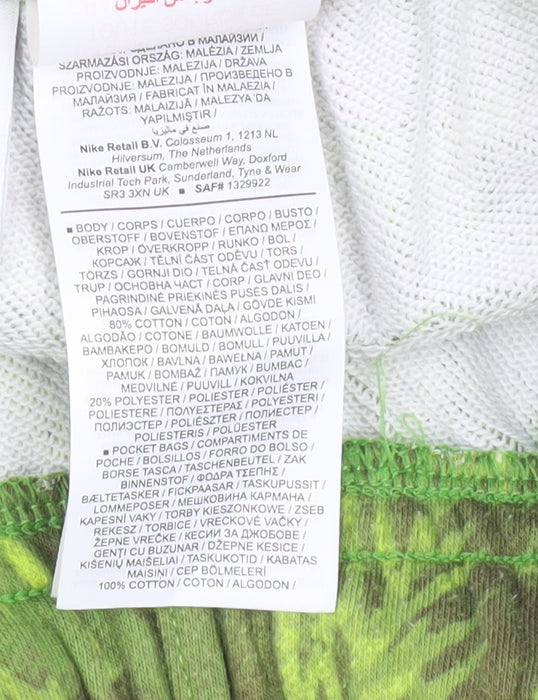 СДЕЛАНО В МАЛАЙЗИИ /
SZÁRMAZÁSI ORSZÁG: MALÉZIA / ZEMLJA
PROIZVODNJE: MALEZIJA / DRŽAVA
PROIZVODNJE: MALEZIJA / ПРОИЗВЕДЕНО В
МАЛАЙЗИЯ / FABRICAT ÎN MALAEZIA /
RAŽOTS: MALAIZIJĀ / MALEZYA'DA
YAPILMIŞTIR /
صنع في ماليزيا
Nike Retail B.V. Colosseum 1, 1213 NL
Hilversum, The Netherlands
Nike Retail UK Camberwell Way, Doxford
Industrial Tech Park, Sunderland, Tyne & Wear
SR3 3XN UK ■ SAF# 1329922
■ BODY / CORPS / CUERPO / CORPO / BUSTO /
OBERSTOFF / BOVENSTOF / ΕΠΑΝΩ ΜΕΡΟΣ /
KROP / ÖVERKROPP / RUNKO / BOL /
КОРСАЖ / TĚLNÍ ČÁST ODĚVU / TORS /
TÖRZS / GORNJI DIO / TELNÁ ČASŤ ODEVU /
TRUP / ОСНОВНА ЧАСТ / CORP / GLAVNI DEO /
PAGRINDINĖ PRIEKINĖS PUSĖS DALIS /
PIHAOSA / GALVENĀ DAĻA / GÖVDE KISMI
80% COTTON / COTON / ALGODON /
ALGODÃO / COTONE / BAUMWOLLE / KATOEN /
ΒΑΜΒΑΚΕΡΟ / BOMULD / BOMULL / PUUVILLA /
ХЛОПОК / BAVLNA / BAWEŁNA / PAMUT /
PAMUK / BOMBAŽ / ПАМУК / BUMBAC /
MEDVILNĖ / PUUVILL / KOKVILNA
20% POLYESTER / POLIESTER / POLIÉSTER /
POLIESTERE / ΠΟΛΥΕΣΤΕΡΑΣ / POLYESTERI /
ПОЛИЭСТЕР / POLIÉSZTER / ПОЛИЕСТЕР /
POLIESTERIS / POLÜESTER
■ POCKET BAGS / COMPARTIMENTS DE
POCHE / BOLSILLOS / FORRO DO BOLSO /
BORSE TASCA / TASCHENBEUTEL / ZAK
BINNENSTOF / ΦΟΔΡΑ ΤΣΕΠΗΣ /
BÆLTETASKER / FICKPÅSAR / TASKUPUSSIT /
LOMMEPOSER / МЕШКОВИНА КАРМАНА /
KAPESNÍ VAKY / TORBY KIESZONKOWE / ZSEB
REKESZ / TORBICE / VRECKOVÉ VAČKY /
ŽEPNE VREČKE / КЕСИИ ЗА ДЖОБОВЕ /
GENȚI CU BUZUNAR / DŽEPNE KESICE /
KIŠENIŲ MAIŠELIAI / TASKUKOTID / KABATAS
MAISIŅI / CEP BÖLMELERİ
100% COTTON / COTON / ALGODON /